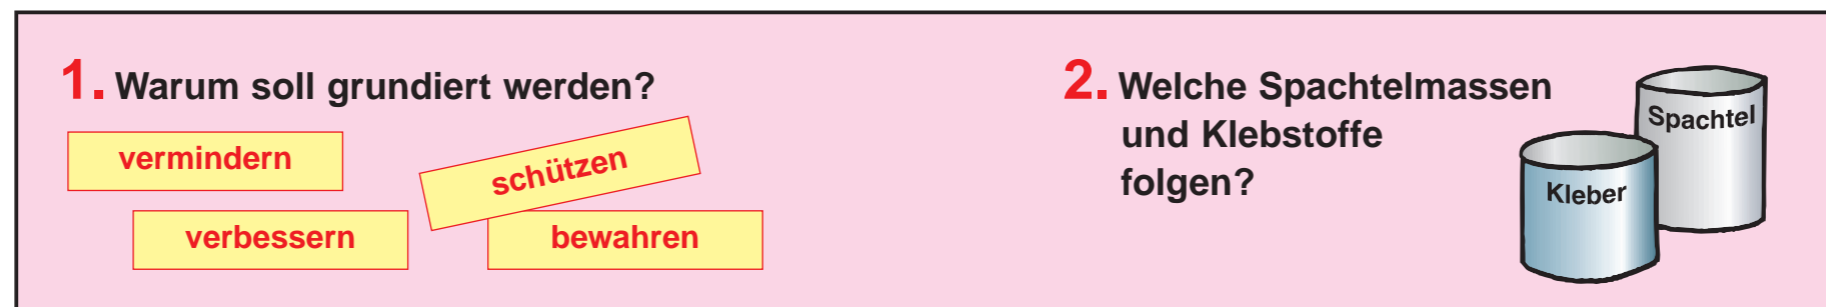 1. Warum soll grundiert werden?
vermindern
schützen
verbessern
bewahren
2. Welche Spachtelmassen
und Klebstoffe
folgen?
Spachtel
Kleber